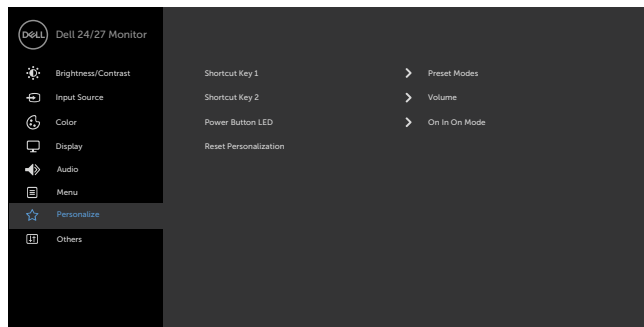 DELL Dell 24/27 Monitor
Brightness/Contrast
Input Source
Color
Display
Audio
Menu
Personalize
Others
Shortcut Key 1 Preset Modes
Shortcut Key 2 Volume
Power Button LED On In On Mode
Reset Personalization